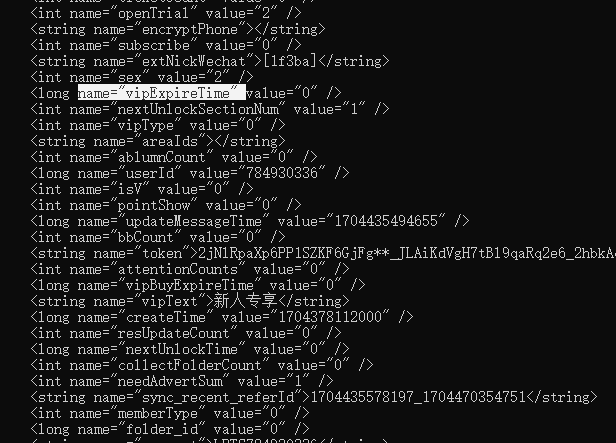 <int name="openTrial" value="2" />
<string name="encryptPhone"></string>
<int name="subscribe" value="0" />
<string name="extNickWechat">[1f3ba]</string>
<int name="sex" value="2" />
<long name="vipExpireTime" value="0" />
<int name="nextUnlockSectionNum" value="1" />
<int name="vipType" value="0" />
<string name="areaIds"></string>
<int name="ablumnCount" value="0" />
<long name="userId" value="784930336" />
<int name="isV" value="0" />
<int name="pointShow" value="0" />
<long name="updateMessageTime" value="1704435494655" />
<int name="bbCount" value="0" />
<string name="token">2jN1RpaXp6PP1SZKF6GjFg**_JLAiKdVgH7tB19qaRq2e6_2hbkA
<int name="attentionCounts" value="0" />
<long name="vipBuyExpireTime" value="0" />
<string name="vipText">新人专享</string>
<long name="createTime" value="1704378112000" />
<int name="resUpdateCount" value="0" />
<long name="nextUnlockTime" value="0" />
<int name="collectFolderCount" value="0" />
<int name="needAdvertSum" value="1" />
<string name="sync_recent_referId">1704435578197_1704470354751</string>
<int name="memberType" value="0" />
<long name="folder_id" value="0" />